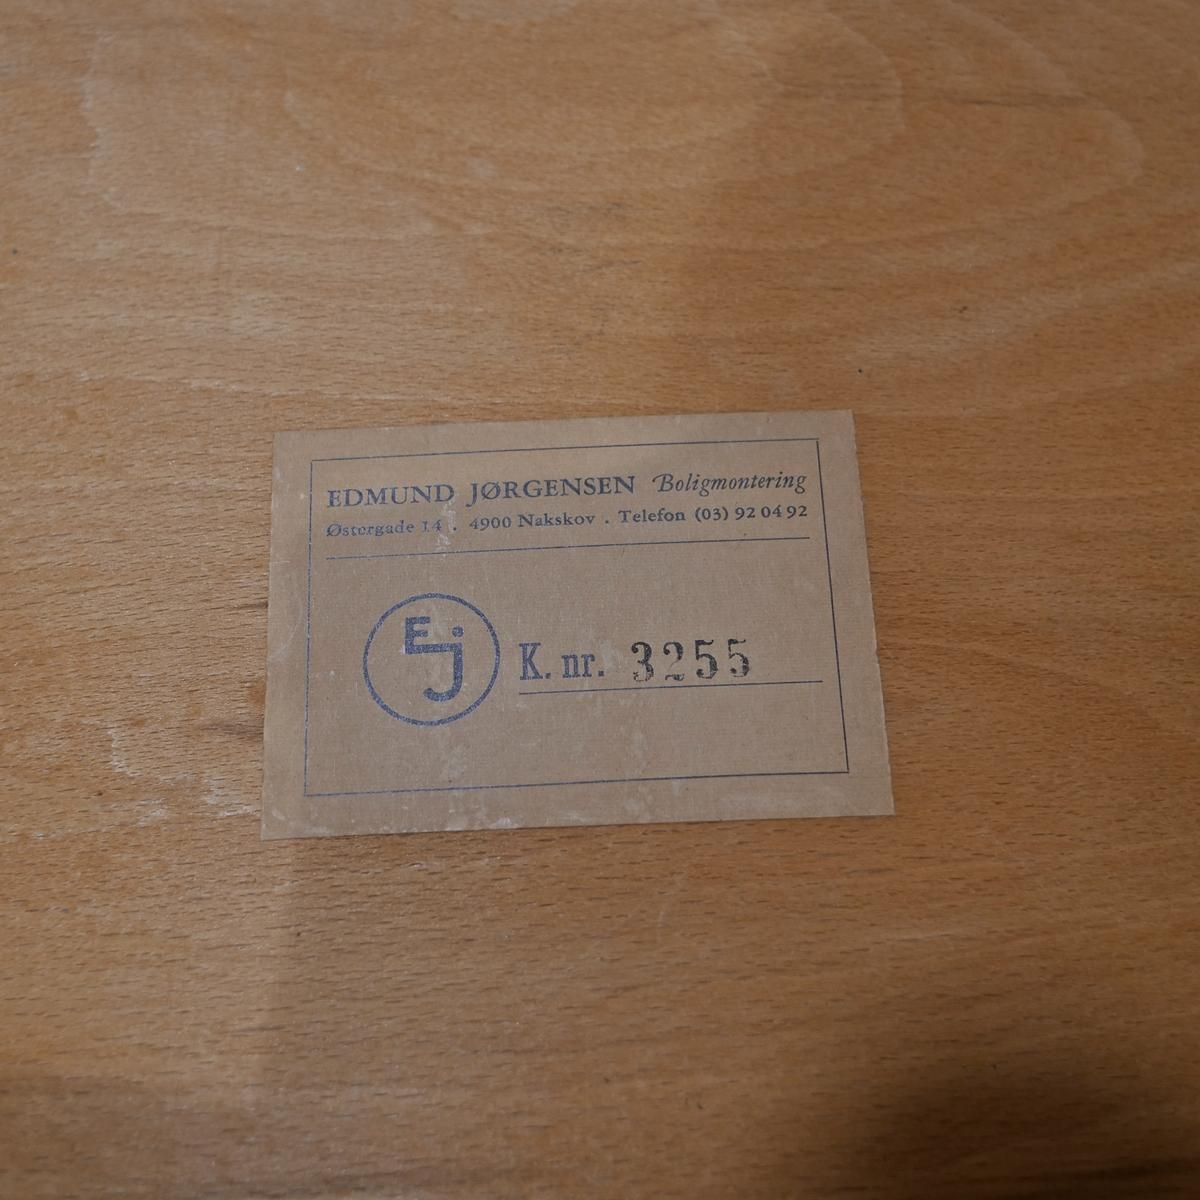 EDMUND JØRGENSEN Boligmontering
Østergade 14 . 4900 Nakskov . Telefon (03) 92 04 92
Ej
K. nr. 3255